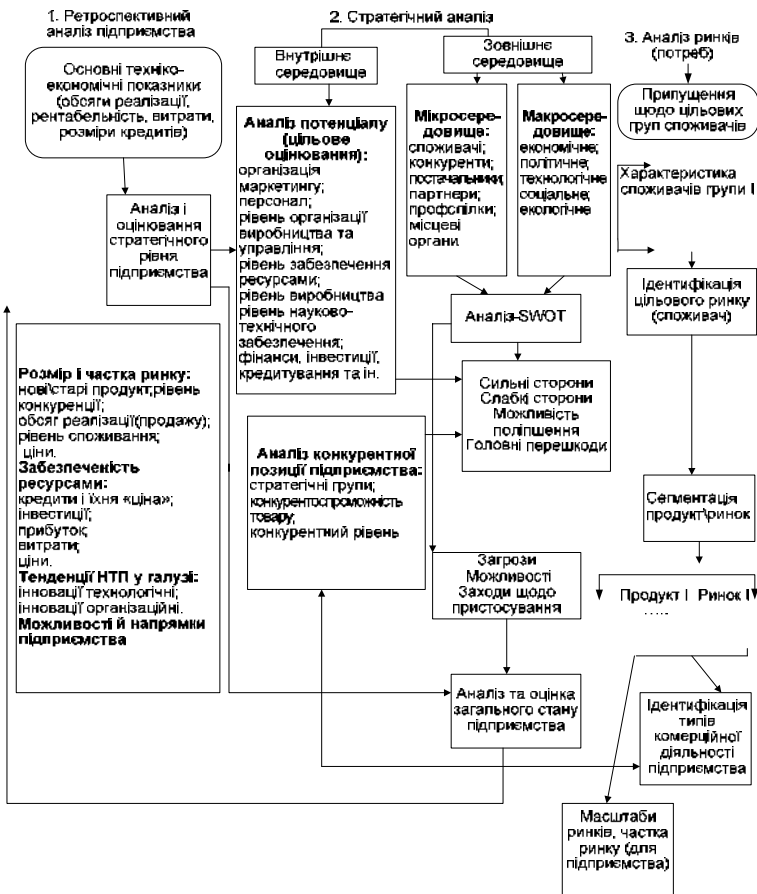 1. Ретроспективний
аналіз підприємства
Основні техніко-
економічні показники
(обсяги реалізації,
рентабельність, витрати,
розміри кредитів)
Аналіз і
оцінювання
стратегічного
рівня
підприємства
Розмір і частка ринку:
нові\старі продукт;рівень
конкуренції;
обсяг реалізації(продажу);
рівень споживання;
ціни.
Забезпеченість
ресурсами:
кредити і їхня «ціна»;
інвестиції;
прибуток;
витрати;
ціни.
Тенденції НТП у галузі:
інновації технологічні;
інновації організаційні.
Можливості й напрямки
підприємства
2. Стратегічний аналіз
Внутрішнє
середовище
Аналіз потенціалу
(цільове
оцінювання):
організація
маркетингу;
персонал;
рівень організації
виробництва та
управління;
рівень забезпечення
ресурсами;
рівень виробництва
рівень науково-
технічного
забезпечення;
фінанси, інвестиції,
кредитування та ін.
Аналіз конкурентної
позиції підприємства:
стратегічні групи;
конкурентоспроможність
товару;
конкурентний рівень
Зовнішнє
середовище
Мікросере-
довище:
споживачі;
конкуренти;
постачальники;
партнери;
профспілки;
місцеві
органи
Макросере-
довище:
економічне;
політичне;
технологічне
соціальне;
екологічне
Аналіз-SWOT
Сильні сторони
Слабкі сторони
Можливість
поліпшення
Головні перешкоди
Загрози
Можливості
Заходи щодо
пристосування
Аналіз та оцінка
загального стану
підприємства
3. Аналіз ринків
(потреб)
Припущення
щодо цільових
груп споживачів
Характеристика
споживачів групи І
Ідентифікація
цільового ринку
(споживач)
Сегментація
продукт\ринок
Продукт І Ринок І
.....
Ідентифікація
типів
комерційної
діяльності
підприємства
Масштаби
ринків, частка
ринку (для
підприємства)